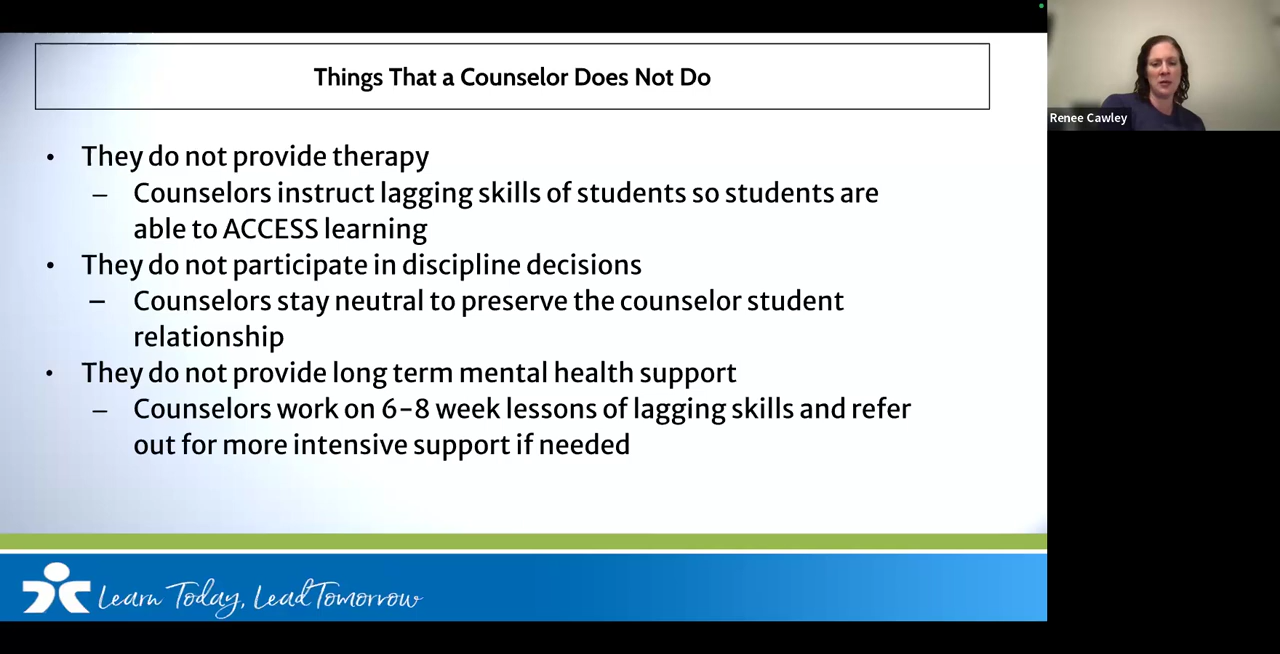 Things That a Counselor Does Not Do
Renee Cawley
• They do not provide therapy
– Counselors instruct lagging skills of students so students are
able to ACCESS learning
• They do not participate in discipline decisions
– Counselors stay neutral to preserve the counselor student
relationship
• They do not provide long term mental health support
– Counselors work on 6-8 week lessons of lagging skills and refer
out for more intensive support if needed
Learn Today, Lead Tomorrow